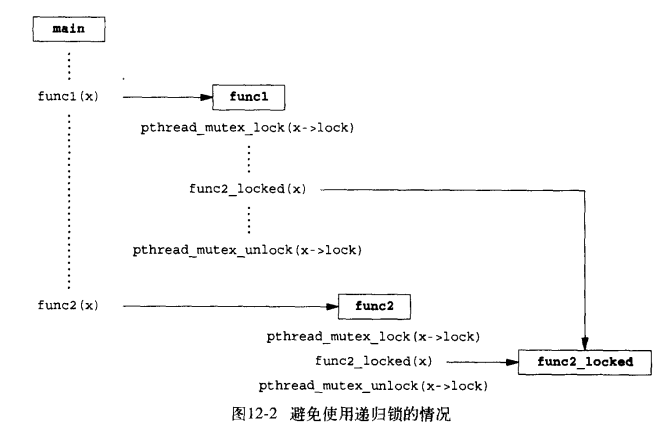 main
func1(x)
func1
pthread_mutex_lock(x->lock)
func2_locked(x)
pthread_mutex_unlock(x->lock)
func2(x)
func2
pthread_mutex_lock(x->lock)
func2_locked(x)
func2_locked
pthread_mutex_unlock(x->lock)
图12-2 避免使用递归锁的情况